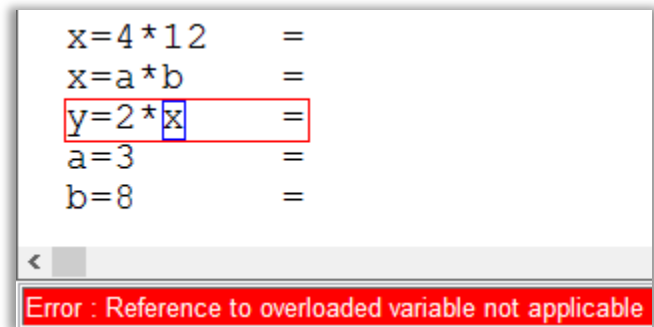 x=4*12 =
x=a*b =
y=2*x =
a=3 =
b=8 =
<
Error : Reference to overloaded variable not applicable